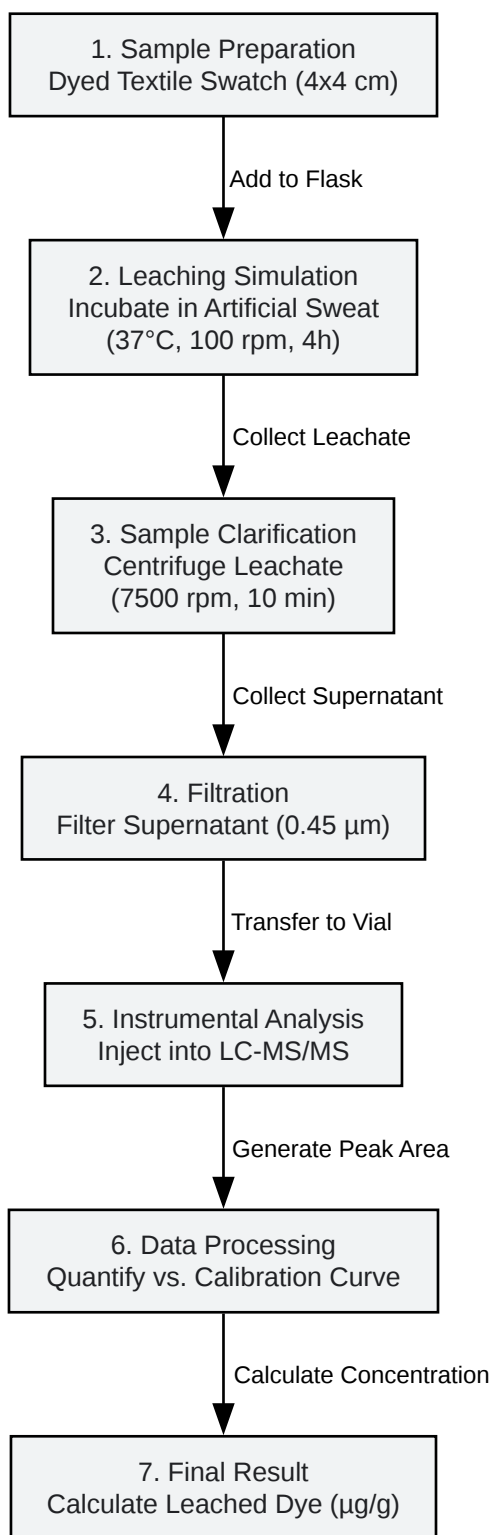 1. Sample Preparation
Dyed Textile Swatch (4x4 cm)
Add to Flask
2. Leaching Simulation
Incubate in Artificial Sweat
(37°C, 100 rpm, 4h)
Collect Leachate
3. Sample Clarification
Centrifuge Leachate
(7500 rpm, 10 min)
Collect Supernatant
4. Filtration
Filter Supernatant (0.45 µm)
Transfer to Vial
5. Instrumental Analysis
Inject into LC-MS/MS
Generate Peak Area
6. Data Processing
Quantify vs. Calibration Curve
Calculate Concentration
7. Final Result
Calculate Leached Dye (µg/g)